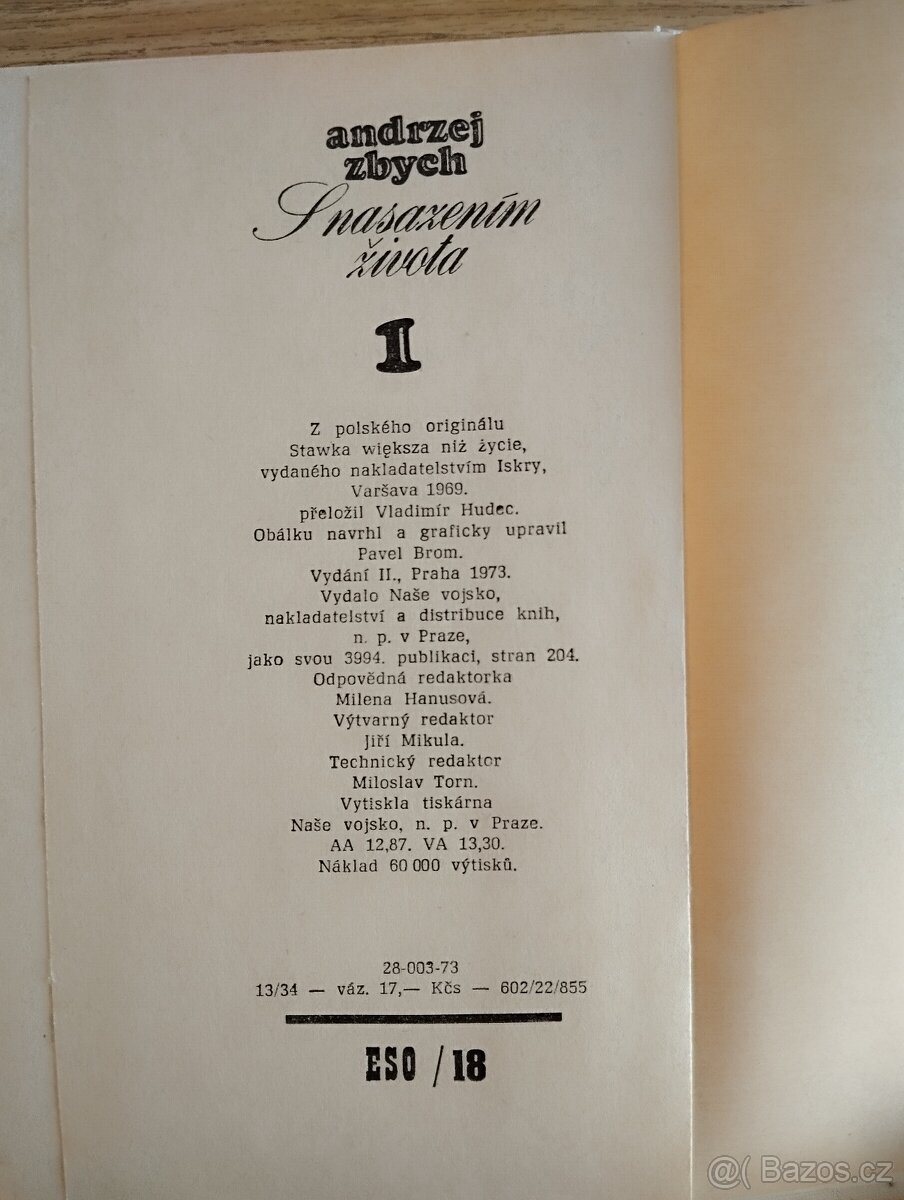 andrzej
zbych
S nasazením
života
1
Z polského originálu
Stawka większa niż życie,
vydaného nakladatelstvím Iskry,
Varšava 1969.
přeložil Vladimír Hudec.
Obálku navrhl a graficky upravil
Pavel Brom.
Vydání II., Praha 1973.
Vydalo Naše vojsko,
nakladatelství a distribuce knih,
n. p. v Praze,
jako svou 3994. publikaci, stran 204.
Odpovědná redaktorka
Milena Hanusová.
Výtvarný redaktor
Jiří Mikula.
Technický redaktor
Miloslav Torn.
Vytiskla tiskárna
Naše vojsko, n. p. v Praze.
AA 12,87. VA 13,30.
Náklad 60 000 výtisků.
28-003-73
13/34 — váz. 17,— Kčs — 602/22/855
ESO / 18
@( Bazos.cz